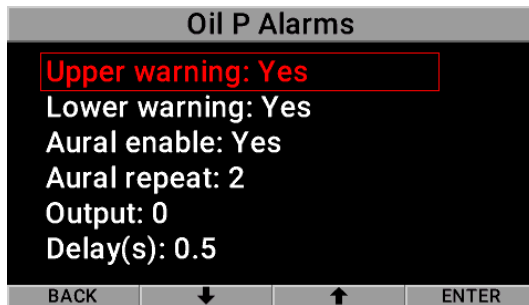 Oil P Alarms
Upper warning: Yes
Lower warning: Yes
Aural enable: Yes
Aural repeat: 2
Output: 0
Delay(s): 0.5
BACK ENTER